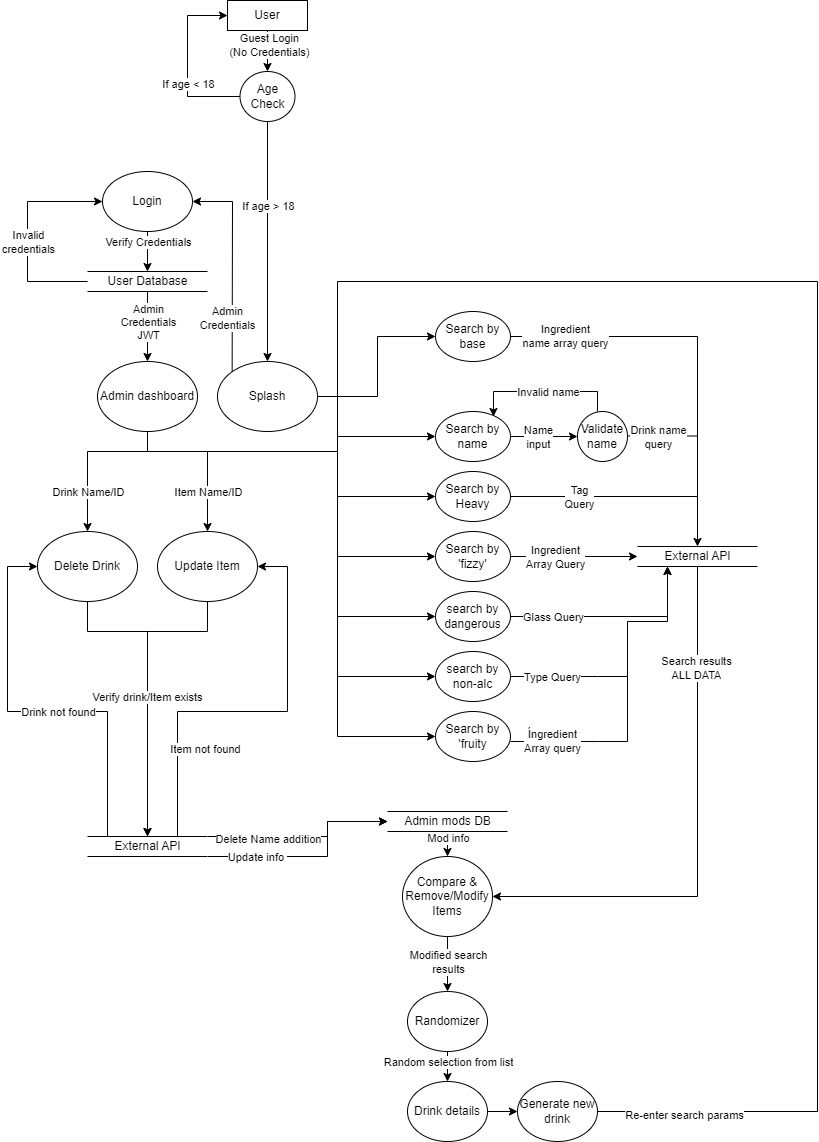 User
Guest Login
(No Credentials)
If age < 18
Age
Check
Login
If age > 18
Invalid
credentials
Verify Credentials
User Database
Admin
Credentials
JWT
Admin
Credentials
Search by
base
Ingredient
name array query
Admin dashboard
Splash
Invalid name
Search by
name
Name
input
Validate
name
Drink name
query
Drink Name/ID
Item Name/ID
Search by
Heavy
Tag
Query
Delete Drink
Update Item
Search by
'fizzy'
Ingredient
Array Query
External API
search by
dangerous
Glass Query
search by
non-alc
Type Query
Search results
ALL DATA
Verify drink/Item exists
Drink not found
Item not found
Search by
'fruity
Íngredient
Array query
External API
Delete Name addition
Update info
Admin mods DB
Mod info
Compare &
Remove/Modify
Items
Modified search
results
Randomizer
Random selection from list
Drink details
Generate new
drink
Re-enter search params